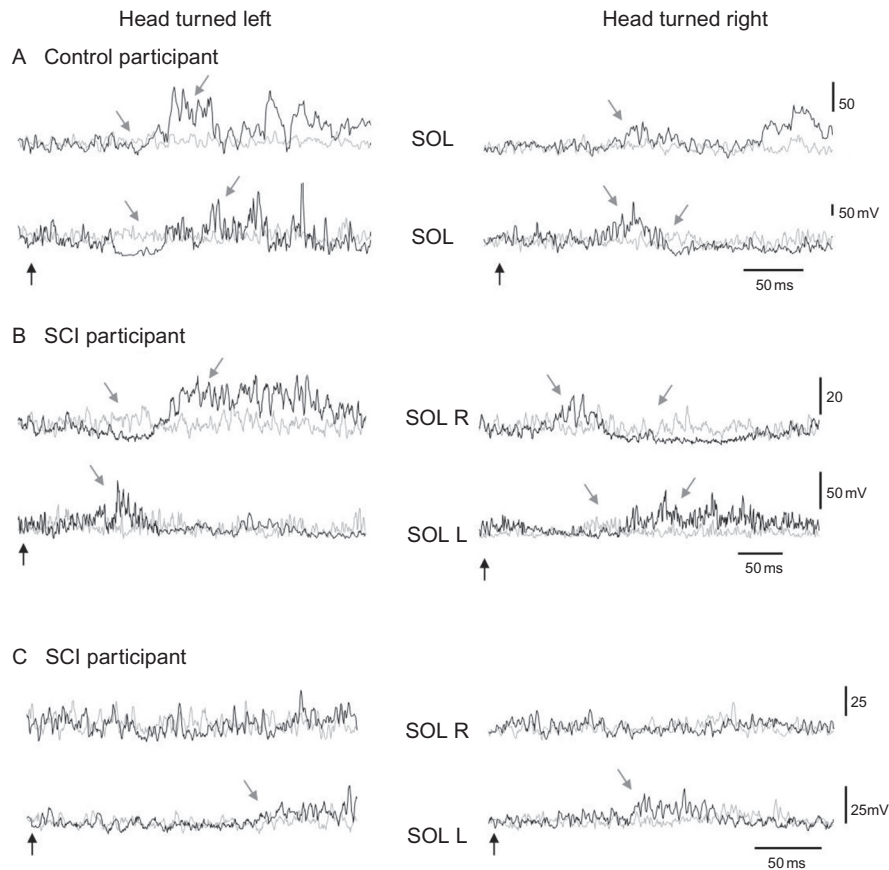 Head turned left
Head turned right
A Control participant
SOL
50
SOL
50 mV
50 ms
B SCI participant
SOL R
20
SOL L
50 mV
50 ms
C SCI participant
SOL R
25
SOL L
25mV
50 ms